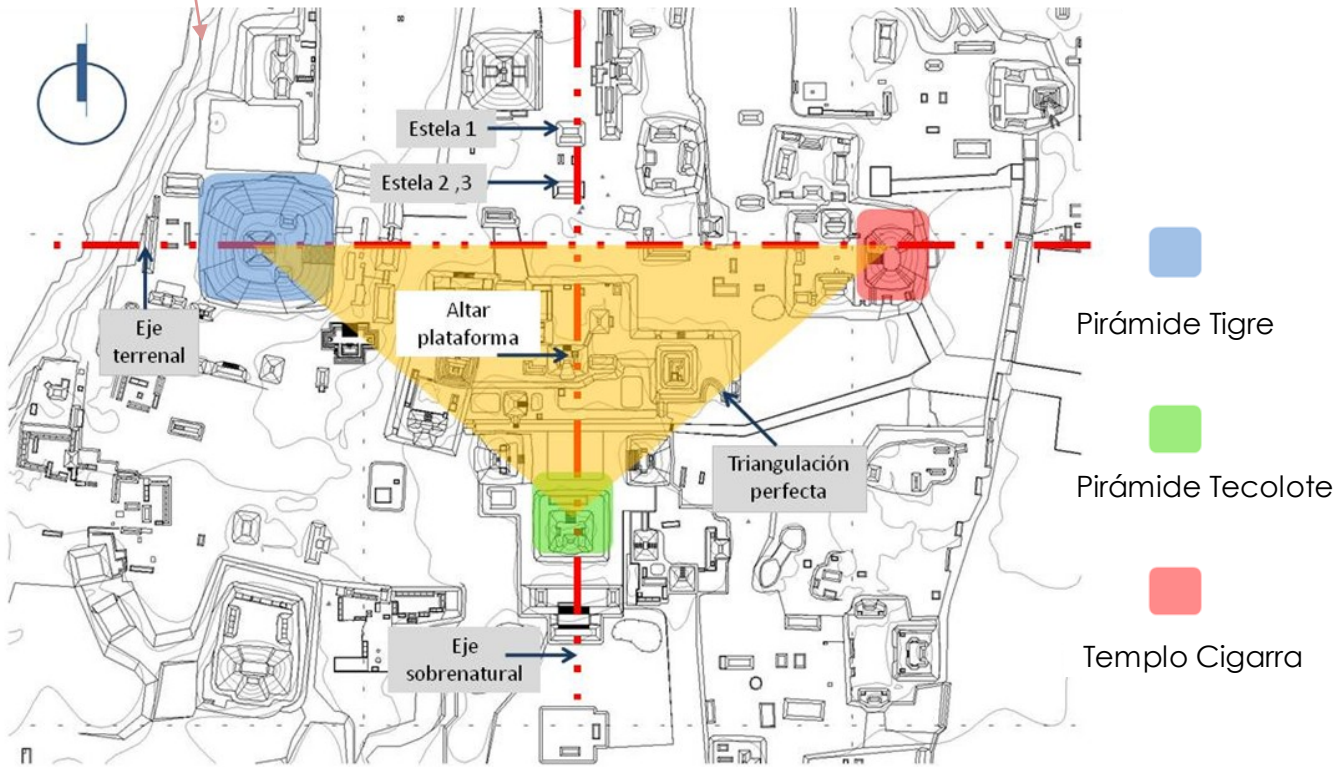 Estela 1
Estela 2 ,3
Altar
plataforma
Eje
terrenal
Triangulación
perfecta
Eje
sobrenatural
Pirámide Tigre
Pirámide Tecolote
Templo Cigarra